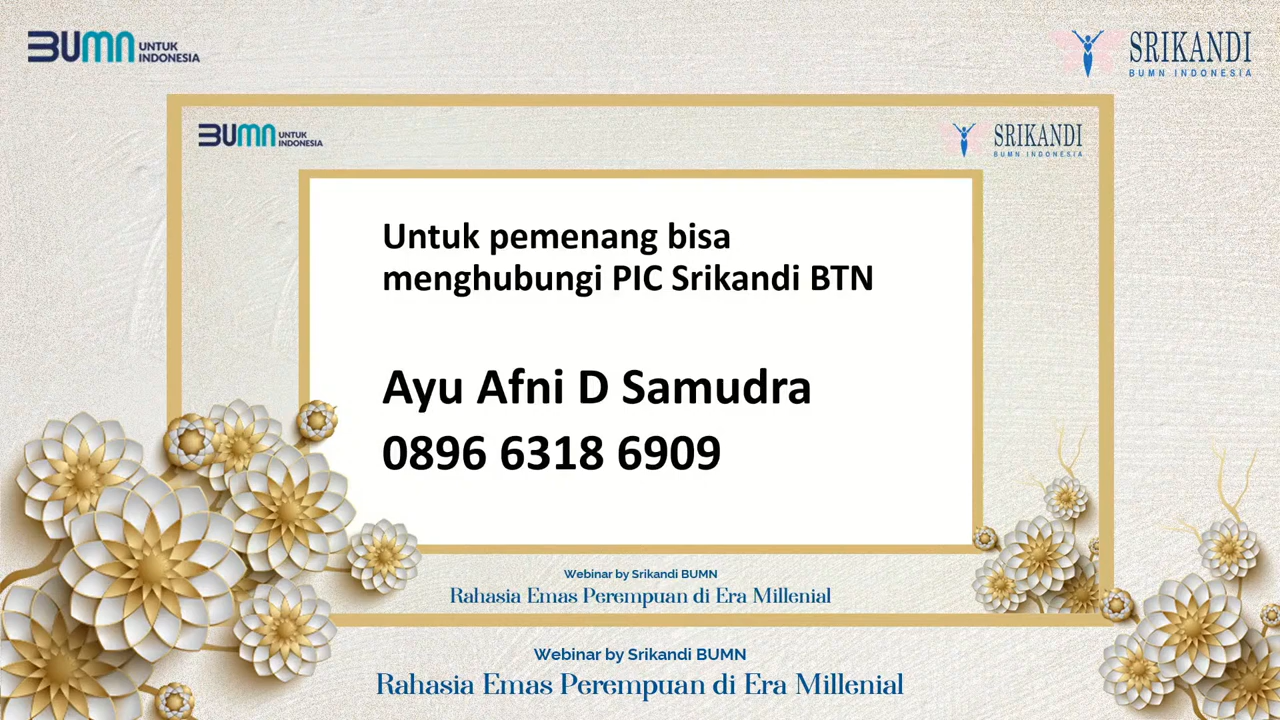 BUMN UNTUK INDONESIA
SRIKANDI
BUMN INDONESIA
BUMN UNTUK INDONESIA
SRIKANDI
BUMN INDONESIA
Untuk pemenang bisa
menghubungi PIC Srikandi BTN
Ayu Afni D Samudra
0896 6318 6909
Webinar by Srikandi BUMN
Rahasia Emas Perempuan di Era Millenial
Webinar by Srikandi BUMN
Rahasia Emas Perempuan di Era Millenial